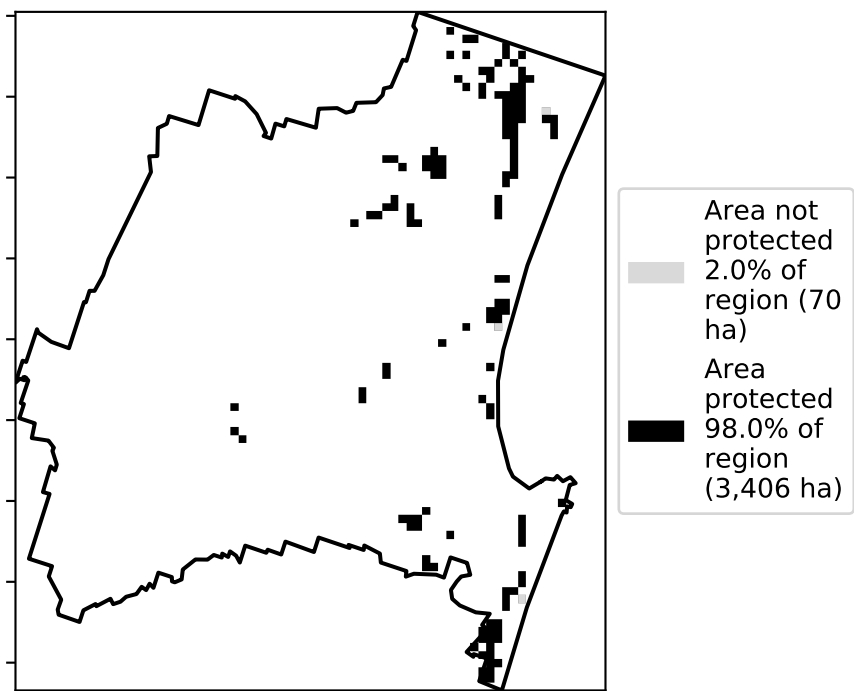 Area not
protected
2.0% of
region (70
ha)
Area
protected
98.0% of
region
(3,406 ha)